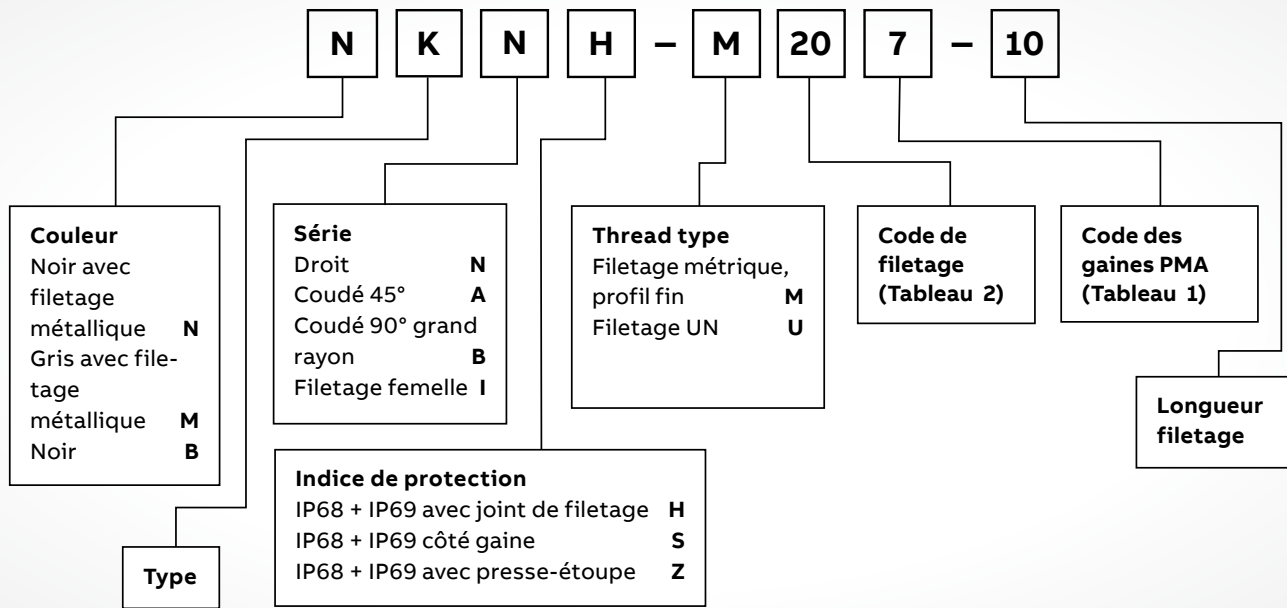 N K N H – M 20 7 – 10
Couleur
Noir avec
filetage
métallique N
Gris avec file-
tage
métallique M
Noir B
Série
Droit N
Coudé 45° A
Coudé 90° grand
rayon B
Filetage femelle I
Thread type
Filetage métrique,
profil fin M
Filetage UN U
Code de
filetage
(Tableau 2)
Code des
gaines PMA
(Tableau 1)
Longueur
filetage
Indice de protection
IP68 + IP69 avec joint de filetage H
IP68 + IP69 côté gaine S
IP68 + IP69 avec presse-étoupe Z
Type